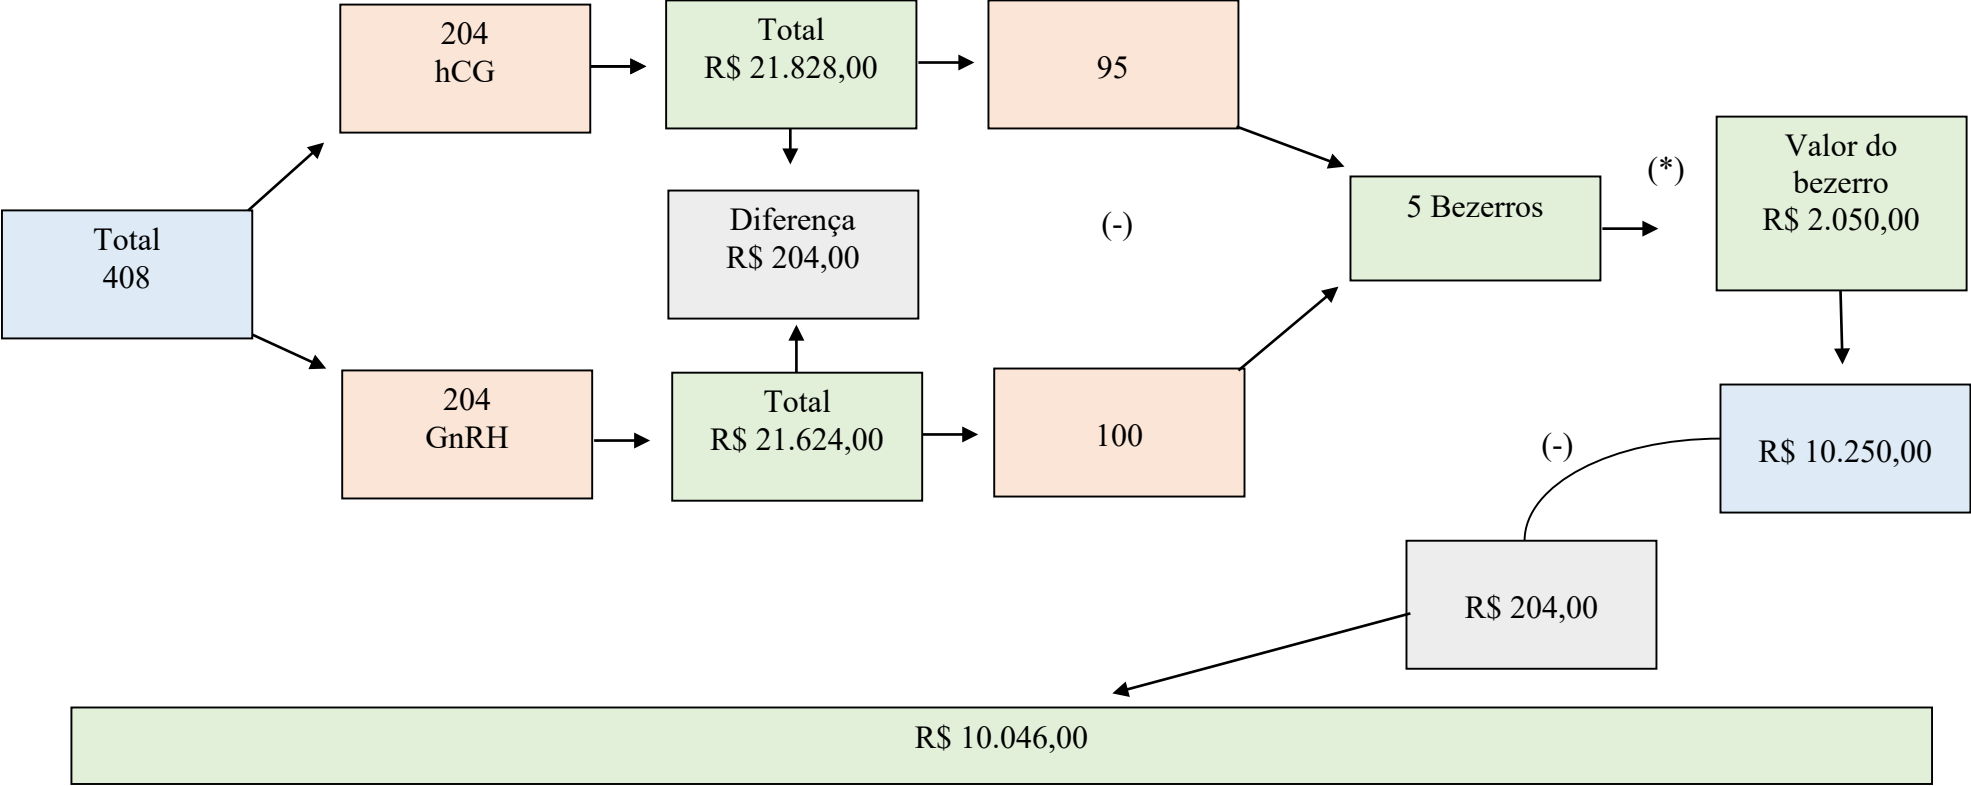 204
hCG
Total
R$ 21.828,00
95
Total
408
Diferença
R$ 204,00
(-)
5 Bezerros
(*)
Valor do
bezerro
R$ 2.050,00
204
GnRH
Total
R$ 21.624,00
100
(-)
R$ 10.250,00
R$ 204,00
R$ 10.046,00